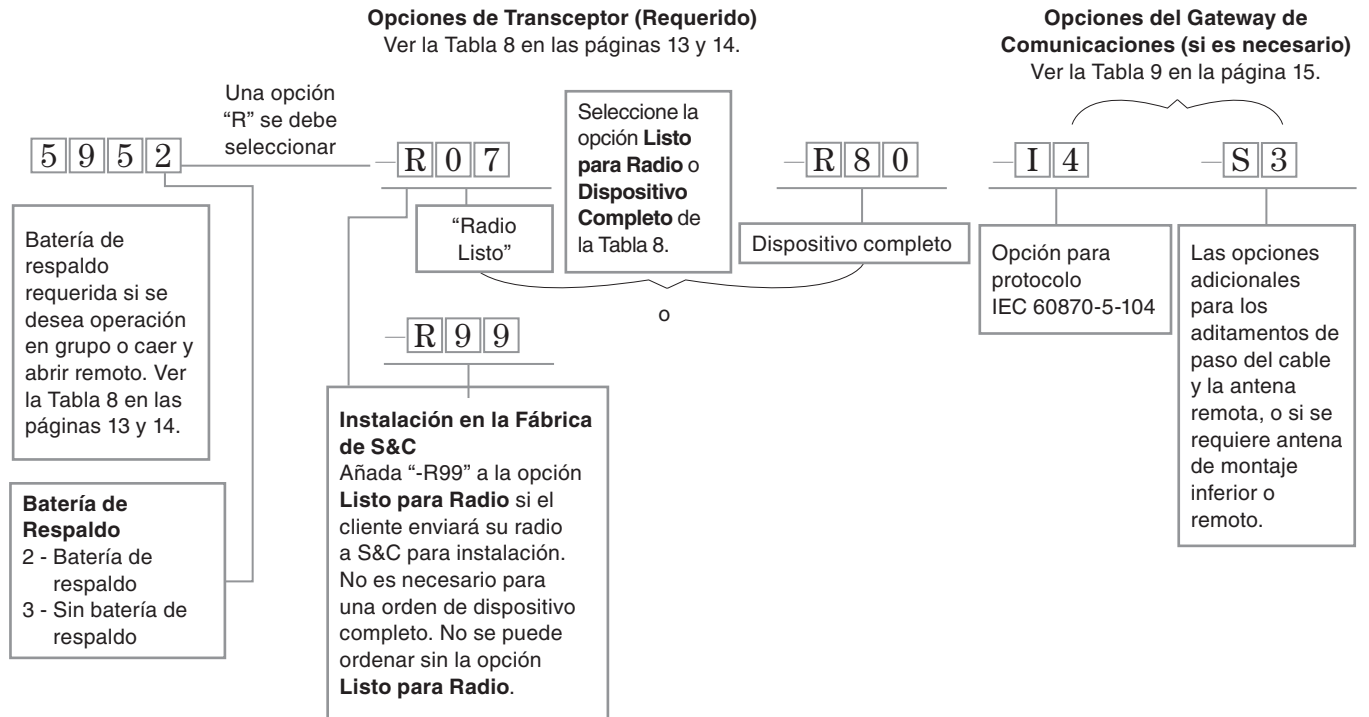 Opciones de Transceptor (Requerido)
Ver la Tabla 8 en las páginas 13 y 14.
Opciones del Gateway de
Comunicaciones (si es necesario)
Ver la Tabla 9 en la página 15.
Una opción
“R” se debe
seleccionar
5952
–R07
Seleccione la
opción Listo
para Radio o
Dispositivo
Completo de
la Tabla 8.
–R80
–I4
–S3
Batería de
respaldo
requerida si se
desea operación
en grupo o caer y
abrir remoto. Ver
la Tabla 8 en las
páginas 13 y 14.
“Radio
Listo”
Dispositivo completo
Opción para
protocolo
IEC 60870-5-104
Las opciones
adicionales
para los
aditamentos de
paso del cable
y la antena
remota, o si se
requiere antena
de montaje
inferior o
remoto.
o
–R99
Batería de
Respaldo
2 - Batería de
respaldo
3 - Sin batería de
respaldo
Instalación en la Fábrica
de S&C
Añada “-R99” a la opción
Listo para Radio si el
cliente enviará su radio
a S&C para instalación.
No es necesario para
una orden de dispositivo
completo. No se puede
ordenar sin la opción
Listo para Radio.